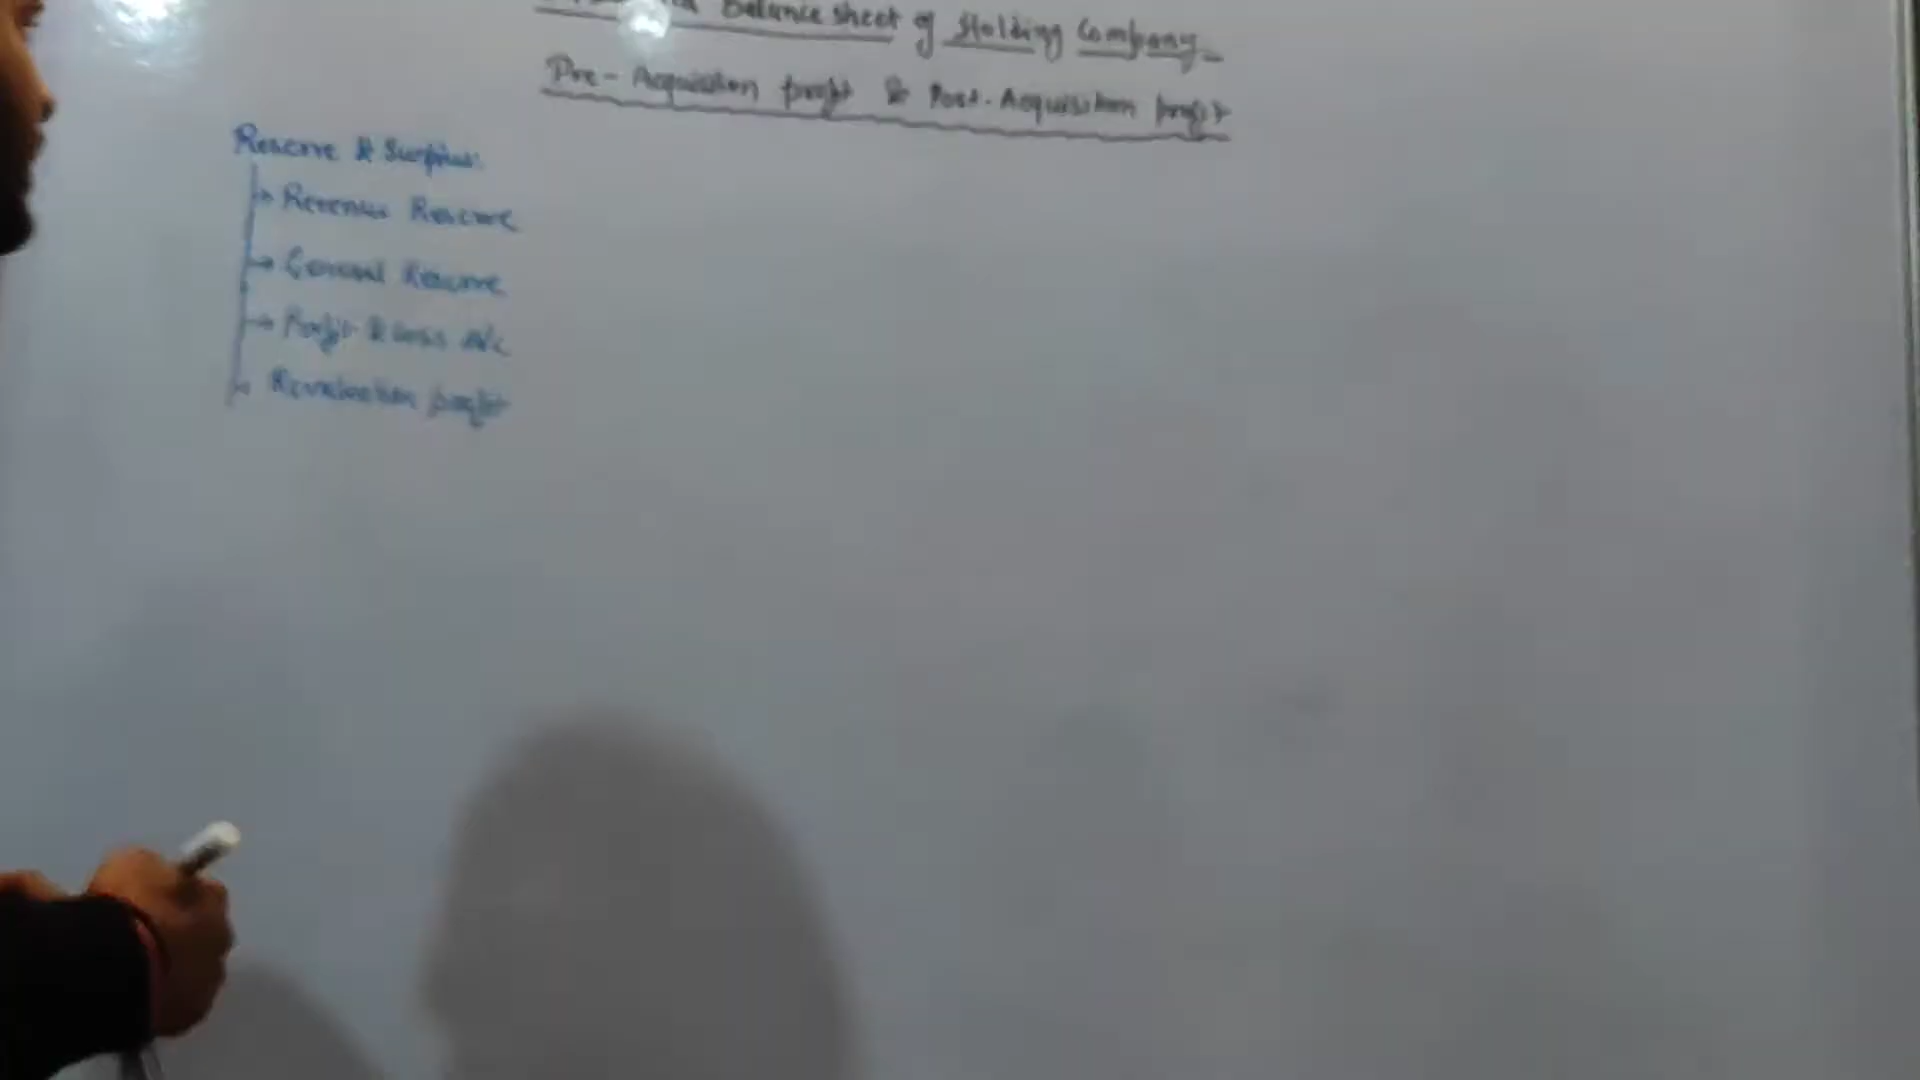 Balance sheet of Holding Company
Pre-Acquisition profit & Post-Acquisition profit
Reserve & Surplus:
Revenue Reserve
General Reserve
Profit & Loss A/c
Revaluation profit